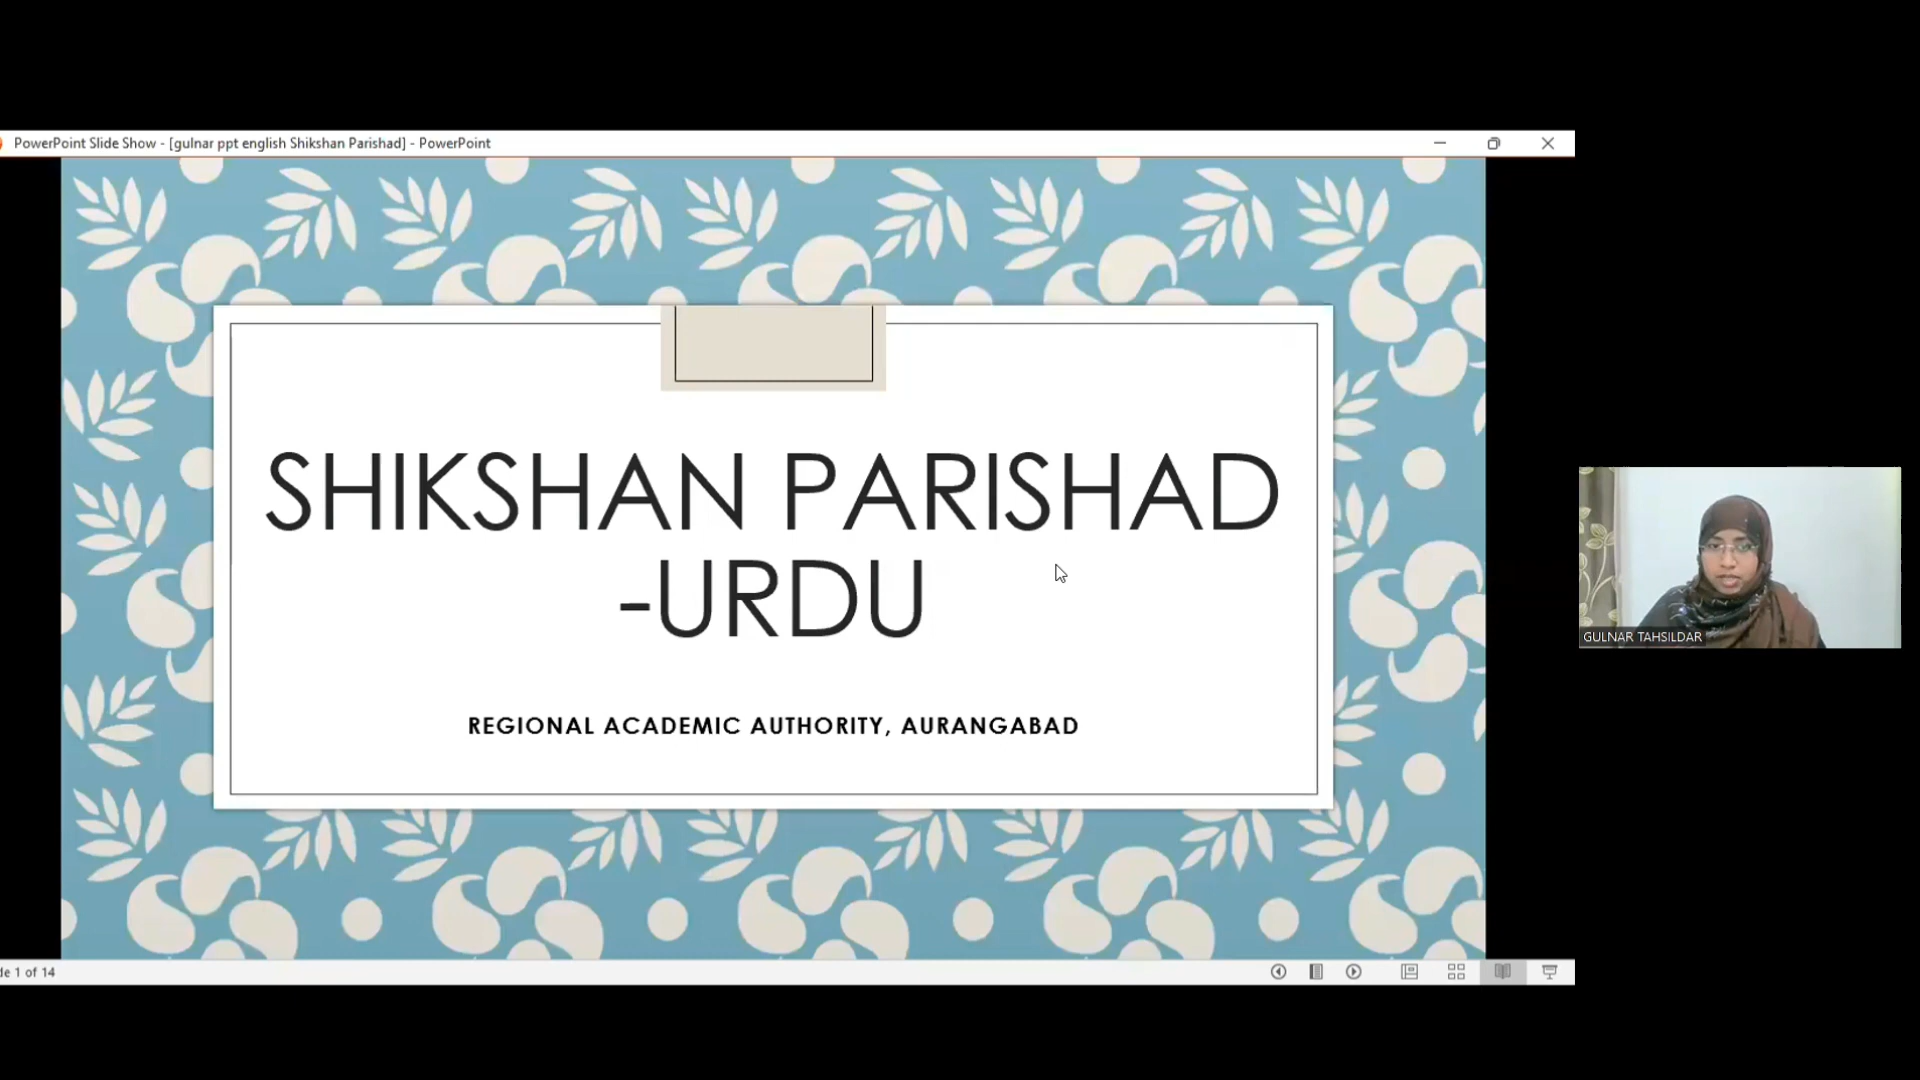 PowerPoint Slide Show - [gulnar ppt english Shikshan Parishad] - PowerPoint
SHIKSHAN PARISHAD
-URDU
REGIONAL ACADEMIC AUTHORITY, AURANGABAD
GULNAR TAHSILDAR
1 of 14